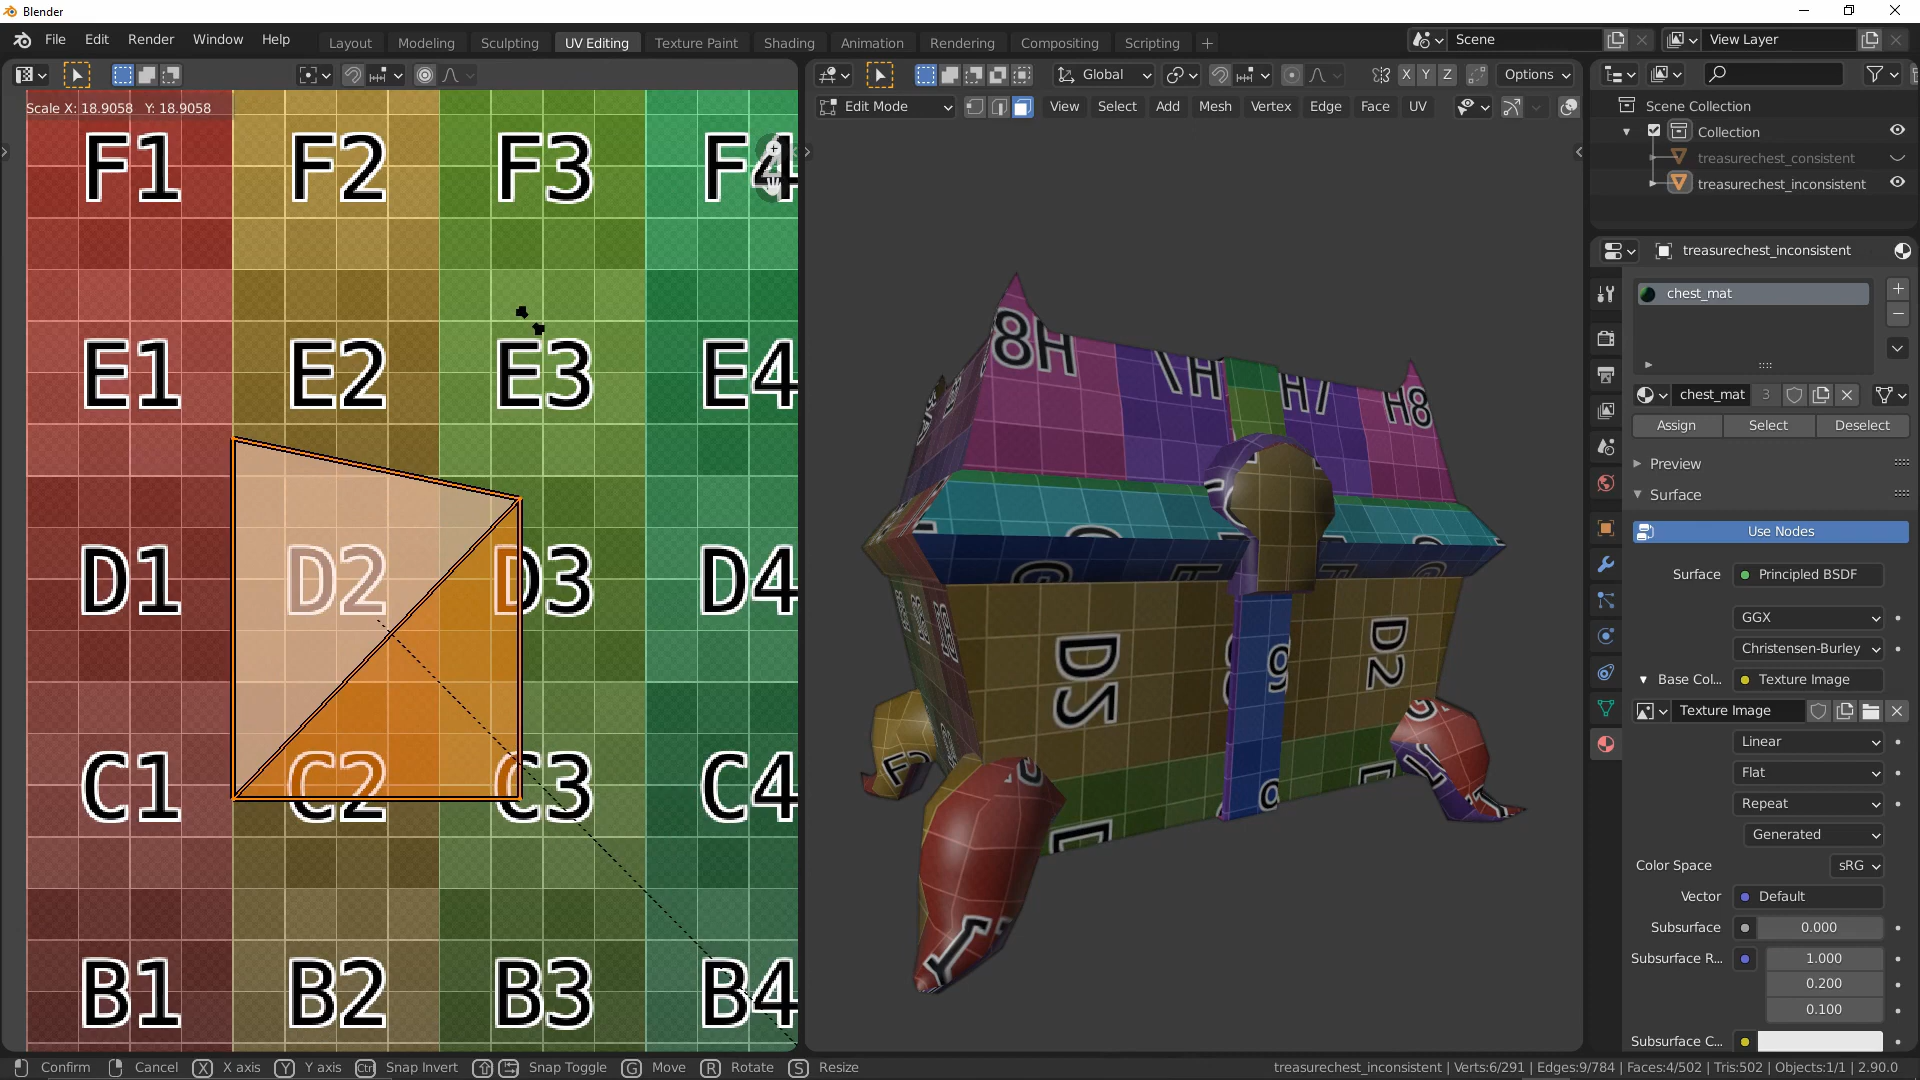 Blender
File Edit Render Window Help
Layout Modeling Sculpting UV Editing Texture Paint Shading Animation Rendering Compositing Scripting +
Scene
View Layer
Global
X Y Z
Options
Edit Mode
View Select Add Mesh Vertex Edge Face UV
Scale X: 18.9058 Y: 18.9058
F1 F2 F3 F4
E1 E2 E3 E4
D1 D2 D3 D4
C1 C2 C3 C4
B1 B2 B3 B4
H8
H7
H8
D2
D2
9
F2
Scene Collection
Collection
treasurechest_consistent
treasurechest_inconsistent
treasurechest_inconsistent
chest_mat
chest_mat 3
Assign Select Deselect
Preview
Surface
Use Nodes
Surface Principled BSDF
GGX
Christensen-Burley
Base Col... Texture Image
Texture Image
Linear
Flat
Repeat
Generated
Color Space sRG
Vector Default
Subsurface 0.000
Subsurface R... 1.000
0.200
0.100
Subsurface C...
Confirm Cancel X X axis Y Y axis Ctrl Snap Invert Snap Toggle G Move R Rotate S Resize
treasurechest_inconsistent | Verts:6/291 | Edges:9/784 | Faces:4/502 | Tris:502 | Objects:1/1 | 2.90.0